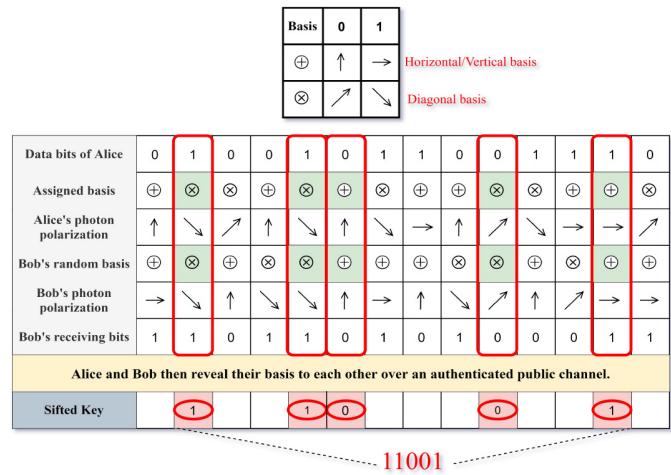 Basis 0 1
⊕ ↑ → Horizontal/Vertical basis
⊗ ↗ ↘ Diagonal basis
Data bits of Alice 0 1 0 0 1 0 1 1 0 0 1 1 1 0
Assigned basis ⊕ ⊗ ⊗ ⊕ ⊗ ⊕ ⊗ ⊕ ⊕ ⊗ ⊗ ⊕ ⊕ ⊗
Alice's photon
polarization ↑ ↘ ↗ ↑ ↘ ↑ ↘ → ↑ ↗ ↘ → → ↗
Bob's random basis ⊕ ⊗ ⊕ ⊗ ⊗ ⊕ ⊕ ⊕ ⊗ ⊗ ⊕ ⊗ ⊕ ⊕
Bob's photon
polarization → ↘ ↑ ↘ ↘ ↑ → ↑ ↘ ↗ ↑ ↗ → →
Bob's receiving bits 1 1 0 1 1 0 1 0 1 0 0 0 1 1
Alice and Bob then reveal their basis to each other over an authenticated public channel.
Sifted Key 1 1 0 0 1
11001